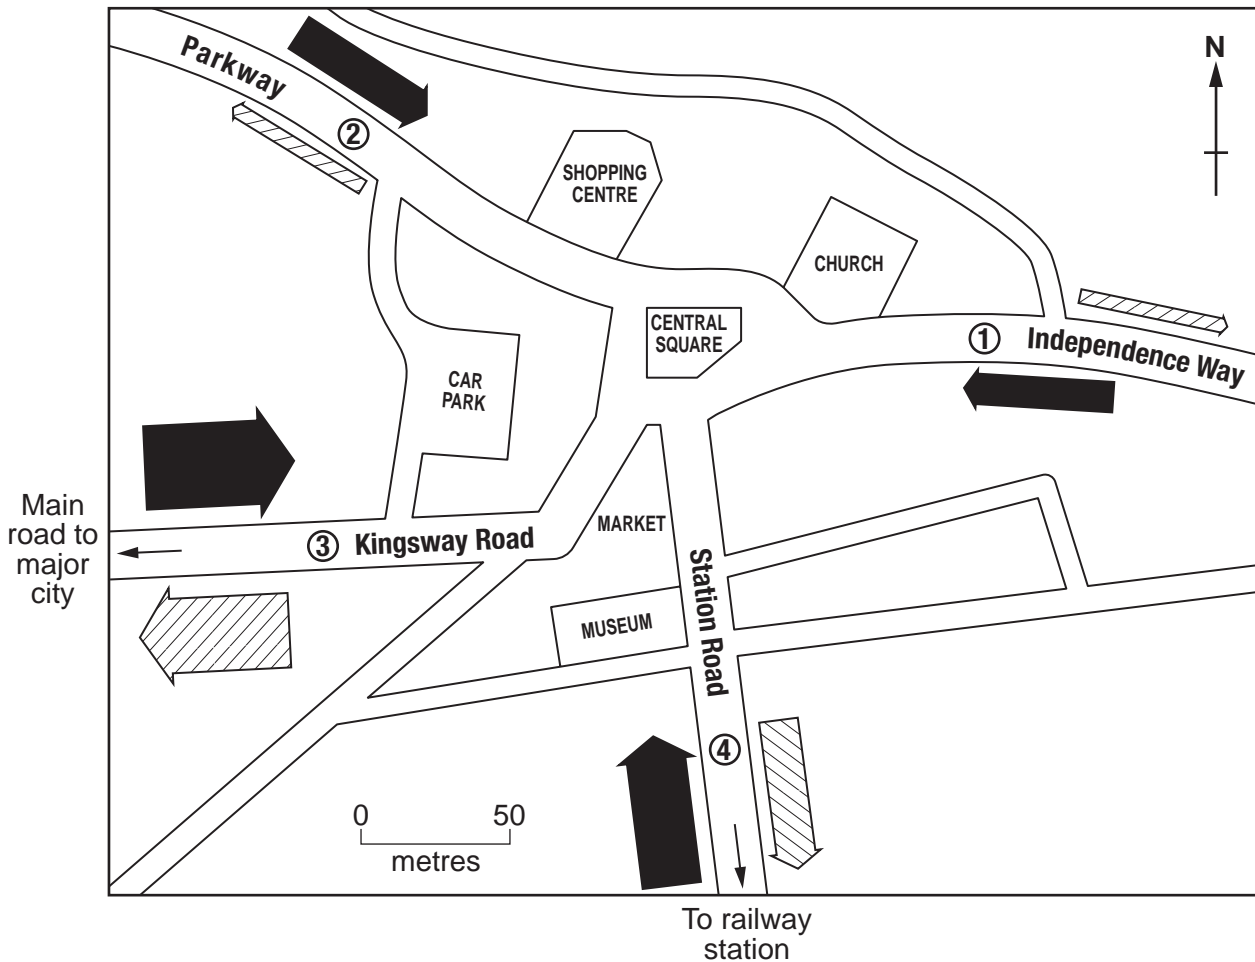 Parkway
N
②
SHOPPING
CENTRE
CHURCH
CENTRAL
SQUARE
① Independence Way
CAR
PARK
Main
road to
major
city
MARKET
③ Kingsway Road
Station Road
MUSEUM
④
0 50
metres
To railway
station